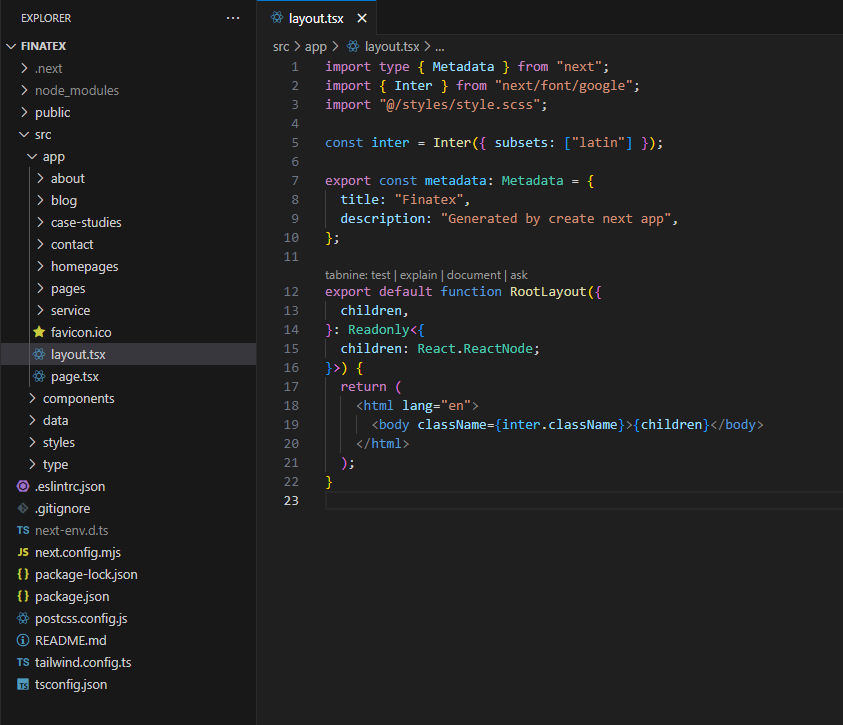 EXPLORER
FINATEX
.next
node_modules
public
src
app
about
blog
case-studies
contact
homepages
pages
service
favicon.ico
layout.tsx
page.tsx
components
data
styles
type
.eslintrc.json
.gitignore
TS next-env.d.ts
JS next.config.mjs
{} package-lock.json
{} package.json
postcss.config.js
README.md
TS tailwind.config.ts
TS tsconfig.json
layout.tsx
src > app > layout.tsx > ...
1 import type { Metadata } from "next";
2 import { Inter } from "next/font/google";
3 import "@/styles/style.scss";
4
5 const inter = Inter({ subsets: ["latin"] });
6
7 export const metadata: Metadata = {
8 title: "Finatex",
9 description: "Generated by create next app",
10 };
11
tabnine: test | explain | document | ask
12 export default function RootLayout({
13 children,
14 }: Readonly<{
15 children: React.ReactNode;
16 }>) {
17 return (
18 <html lang="en">
19 <body className={inter.className}>{children}</body>
20 </html>
21 );
22 }
23